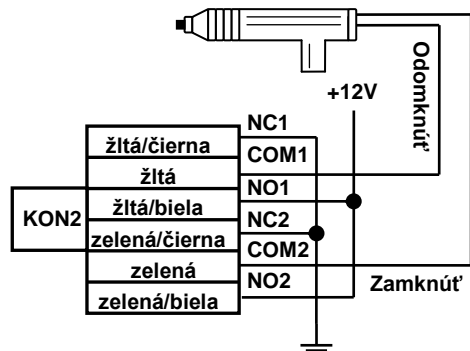 +12V
Odomknúť
NC1
žltá/čierna
COM1
žltá
NO1
žltá/biela
NC2
KON2
zelená/čierna
COM2
zelená
NO2
Zamknúť
zelená/biela